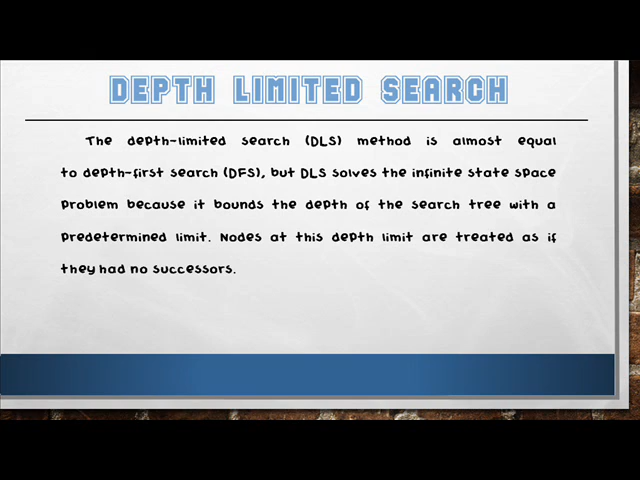 DEPTH LIMITED SEARCH
The depth-limited search (DLS) method is almost equal
to depth-first search (DFS), but DLS solves the infinite state space
problem because it bounds the depth of the search tree with a
predetermined limit. Nodes at this depth limit are treated as if
they had no successors.